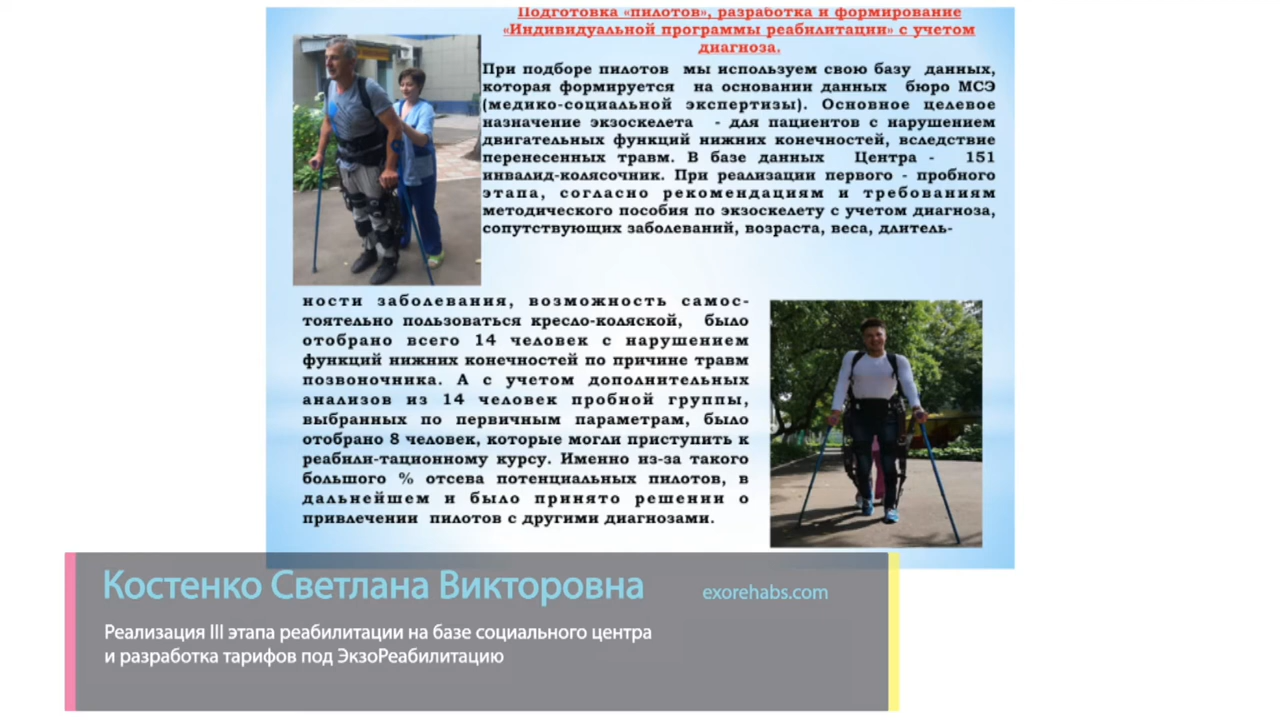 Подготовка «пилотов», разработка и формирование
«Индивидуальной программы реабилитации» с учетом
диагноза.
При подборе пилотов мы используем свою базу данных,
которая формируется на основании данных бюро МСЭ
(медико-социальной экспертизы). Основное целевое
назначение экзоскелета - для пациентов с нарушением
двигательных функций нижних конечностей, вследствие
перенесенных травм. В базе данных Центра - 151
инвалид-колясочник. При реализации первого - пробного
этапа, согласно рекомендациям и требованиям
методического пособия по экзоскелету с учетом диагноза,
сопутствующих заболеваний, возраста, веса, длитель-
ности заболевания, возможность самос-
тоятельно пользоваться кресло-коляской, было
отобрано всего 14 человек с нарушением
функций нижних конечностей по причине травм
позвоночника. А с учетом дополнительных
анализов из 14 человек пробной группы,
выбранных по первичным параметрам, было
отобрано 8 человек, которые могли приступить к
реабили-тационному курсу. Именно из-за такого
большого % отсева потенциальных пилотов, в
дальнейшем и было принято решении о
привлечении пилотов с другими диагнозами.
Костенко Светлана Викторовна
exorehabs.com
Реализация III этапа реабилитации на базе социального центра
и разработка тарифов под ЭкзоРеабилитацию